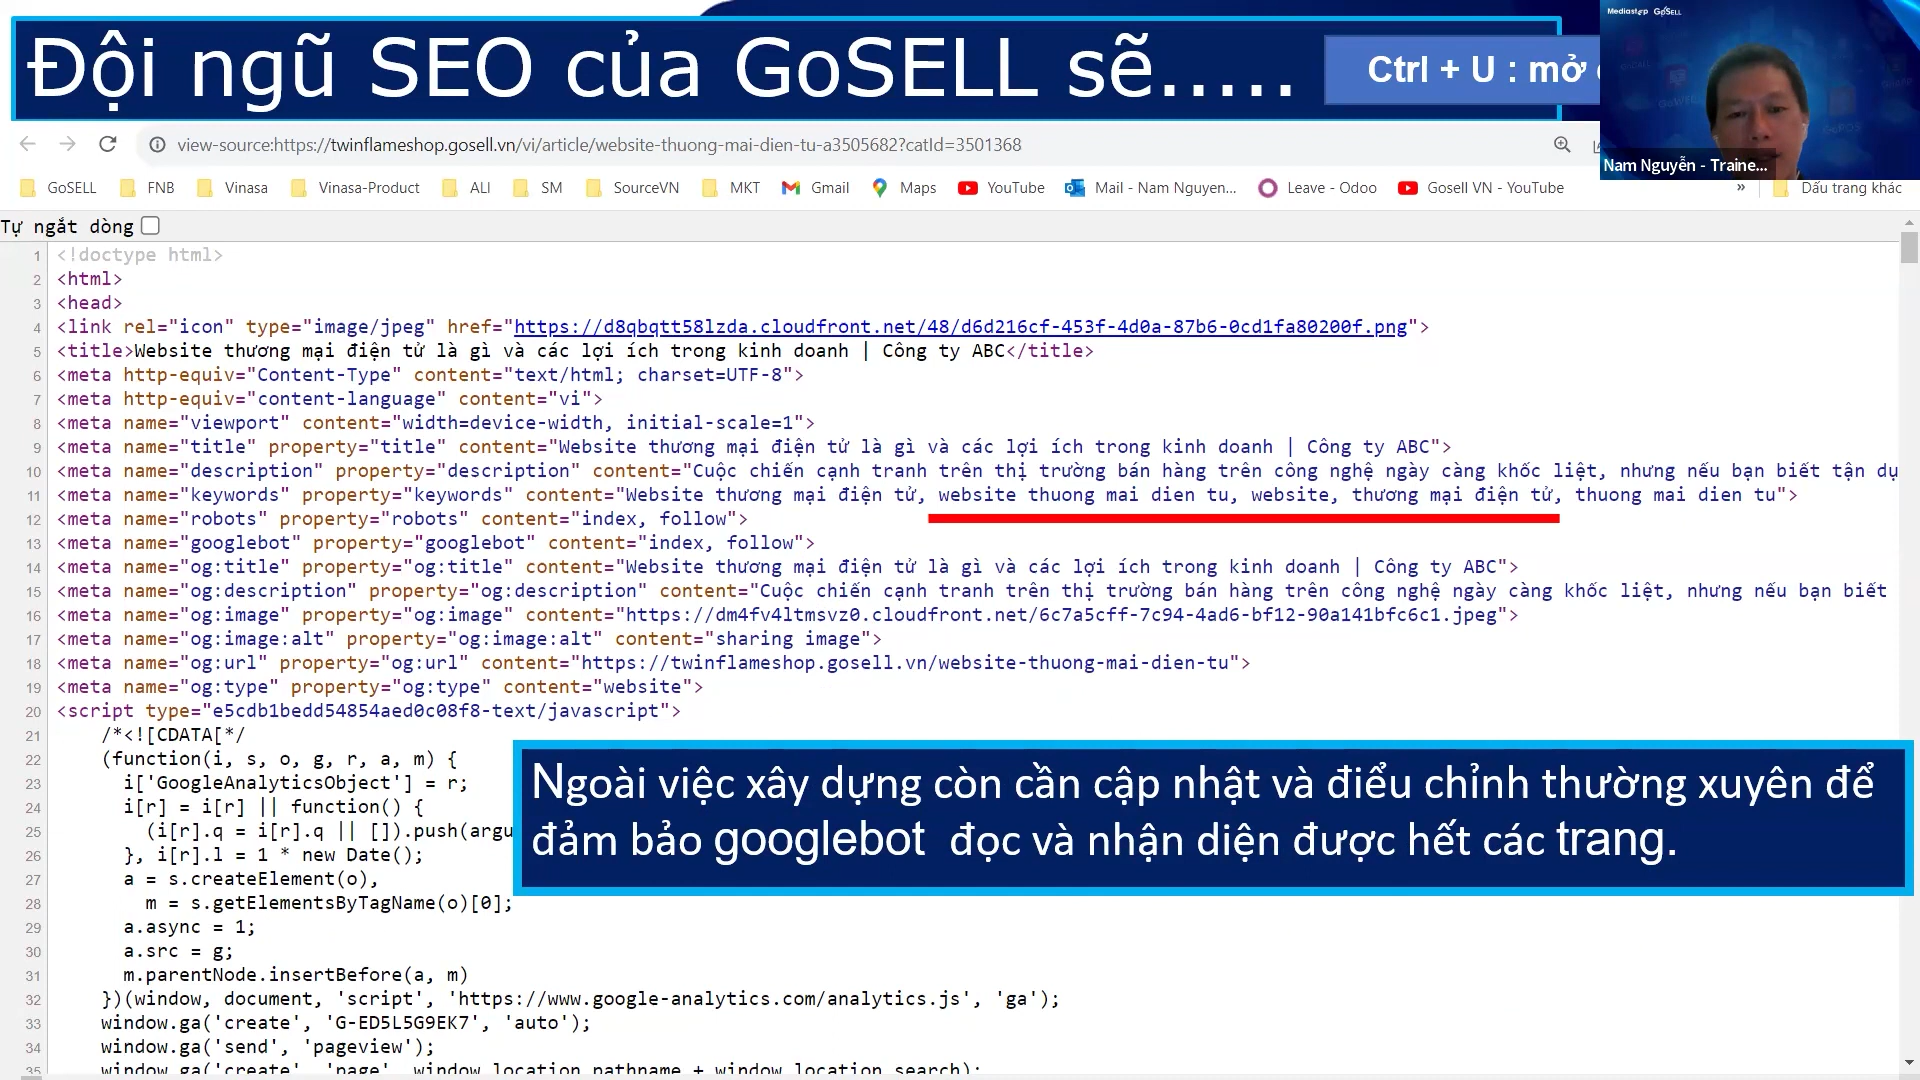 Đội ngũ SEO của GoSELL sẽ.....
Ctrl + U : mở
Mediastep GoSELL
Nam Nguyễn - Traine...
view-source:https://twinflameshop.gosell.vn/vi/article/website-thuong-mai-dien-tu-a3505682?catId=3501368
GoSELL FNB Vinasa Vinasa-Product ALI SM SourceVN MKT Gmail Maps YouTube Mail - Nam Nguyen... Leave - Odoo Gosell VN - YouTube » Dấu trang khác
Tự ngắt dòng
1 <!doctype html>
2 <html>
3 <head>
4 <link rel="icon" type="image/jpeg" href="https://d8qbqtt58lzda.cloudfront.net/48/d6d216cf-453f-4d0a-87b6-0cd1fa80200f.png">
5 <title>Website thương mại điện tử là gì và các lợi ích trong kinh doanh | Công ty ABC</title>
6 <meta http-equiv="Content-Type" content="text/html; charset=UTF-8">
7 <meta http-equiv="content-language" content="vi">
8 <meta name="viewport" content="width=device-width, initial-scale=1">
9 <meta name="title" property="title" content="Website thương mại điện tử là gì và các lợi ích trong kinh doanh | Công ty ABC">
10 <meta name="description" property="description" content="Cuộc chiến cạnh tranh trên thị trường bán hàng trên công nghệ ngày càng khốc liệt, nhưng nếu bạn biết tận dụ
11 <meta name="keywords" property="keywords" content="Website thương mại điện tử, website thuong mai dien tu, website, thương mại điện tử, thuong mai dien tu">
12 <meta name="robots" property="robots" content="index, follow">
13 <meta name="googlebot" property="googlebot" content="index, follow">
14 <meta name="og:title" property="og:title" content="Website thương mại điện tử là gì và các lợi ích trong kinh doanh | Công ty ABC">
15 <meta name="og:description" property="og:description" content="Cuộc chiến cạnh tranh trên thị trường bán hàng trên công nghệ ngày càng khốc liệt, nhưng nếu bạn biết
16 <meta name="og:image" property="og:image" content="https://dm4fv4ltmsvz0.cloudfront.net/6c7a5cff-7c94-4ad6-bf12-90a141bfc6c1.jpeg">
17 <meta name="og:image:alt" property="og:image:alt" content="sharing image">
18 <meta name="og:url" property="og:url" content="https://twinflameshop.gosell.vn/website-thuong-mai-dien-tu">
19 <meta name="og:type" property="og:type" content="website">
20 <script type="e5cdb1bedd54854aed0c08f8-text/javascript">
21 /*<![CDATA[*/
22 (function(i, s, o, g, r, a, m) {
23 i['GoogleAnalyticsObject'] = r;
24 i[r] = i[r] || function() {
25 (i[r].q = i[r].q || []).push(argu
26 }, i[r].l = 1 * new Date();
27 a = s.createElement(o),
28 m = s.getElementsByTagName(o)[0];
29 a.async = 1;
30 a.src = g;
31 m.parentNode.insertBefore(a, m)
32 })(window, document, 'script', 'https://www.google-analytics.com/analytics.js', 'ga');
33 window.ga('create', 'G-ED5L5G9EK7', 'auto');
34 window.ga('send', 'pageview');
35 window.ga('create', 'page', window.location.pathname + window.location.search);
Ngoài việc xây dựng còn cần cập nhật và điểu chỉnh thường xuyên để
đảm bảo googlebot đọc và nhận diện được hết các trang.